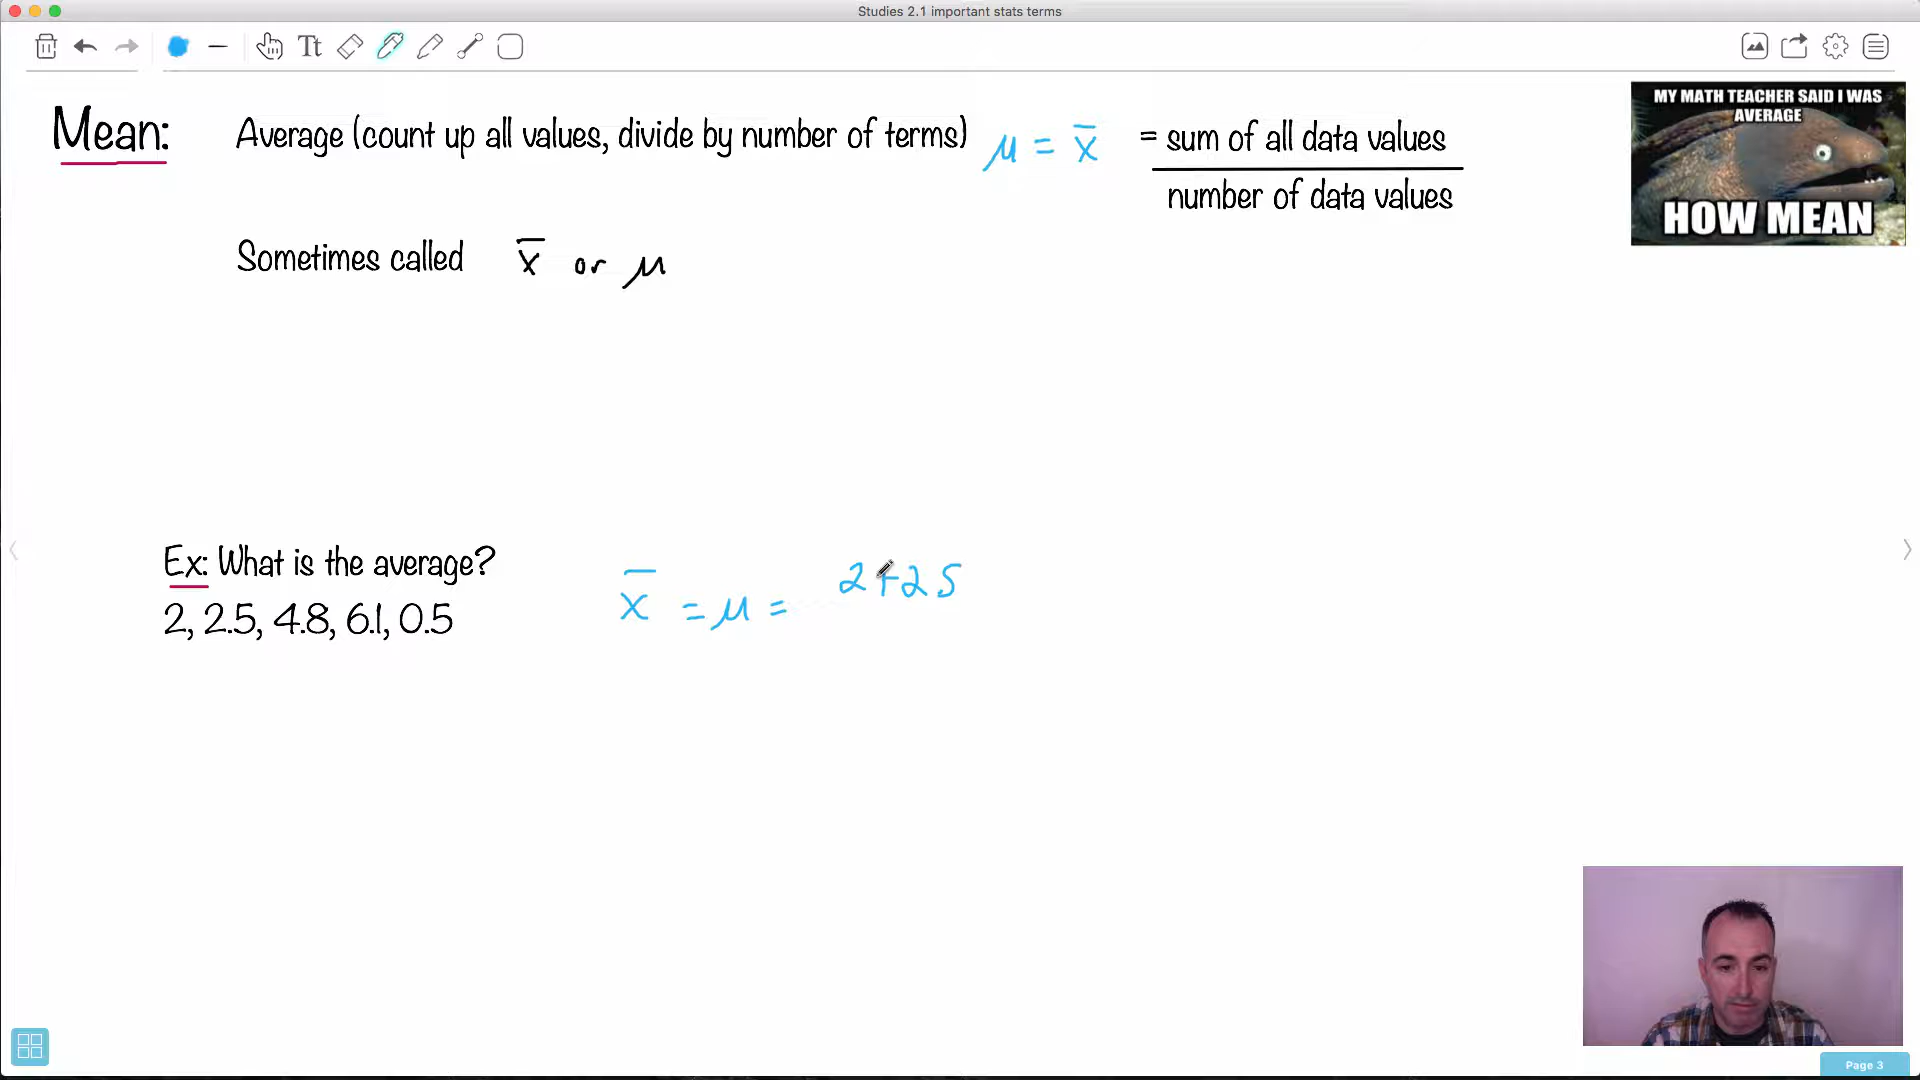 Studies 2.1 important stats terms
Tt
Mean: Average (count up all values, divide by number of terms) μ = x̄ = sum of all data values
number of data values
MY MATH TEACHER SAID I WAS
AVERAGE
HOW MEAN
Sometimes called x̄ or μ
Ex: What is the average?
2, 2.5, 4.8, 6.1, 0.5
x̄ = μ = 2+2 5
Page 3